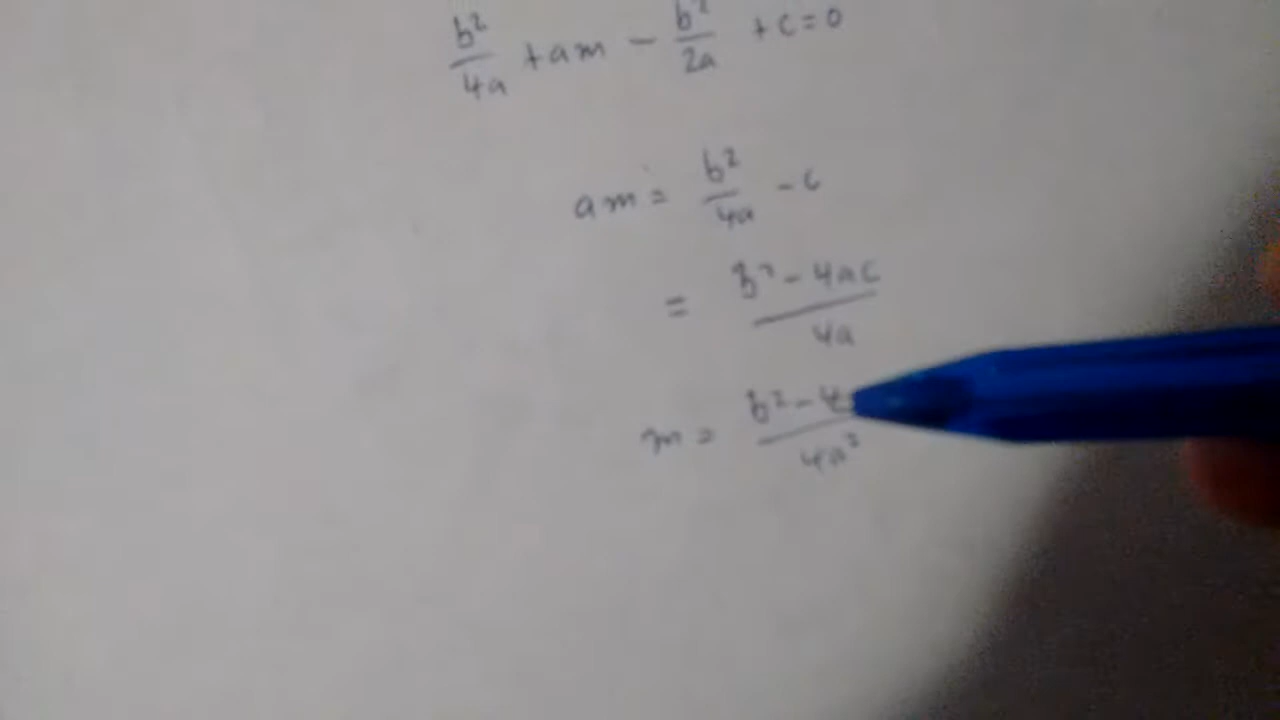 b²/4a + am - b²/2a + c = 0
am = b²/4a - c
= b² - 4ac/4a
m = b² - 4/4a²